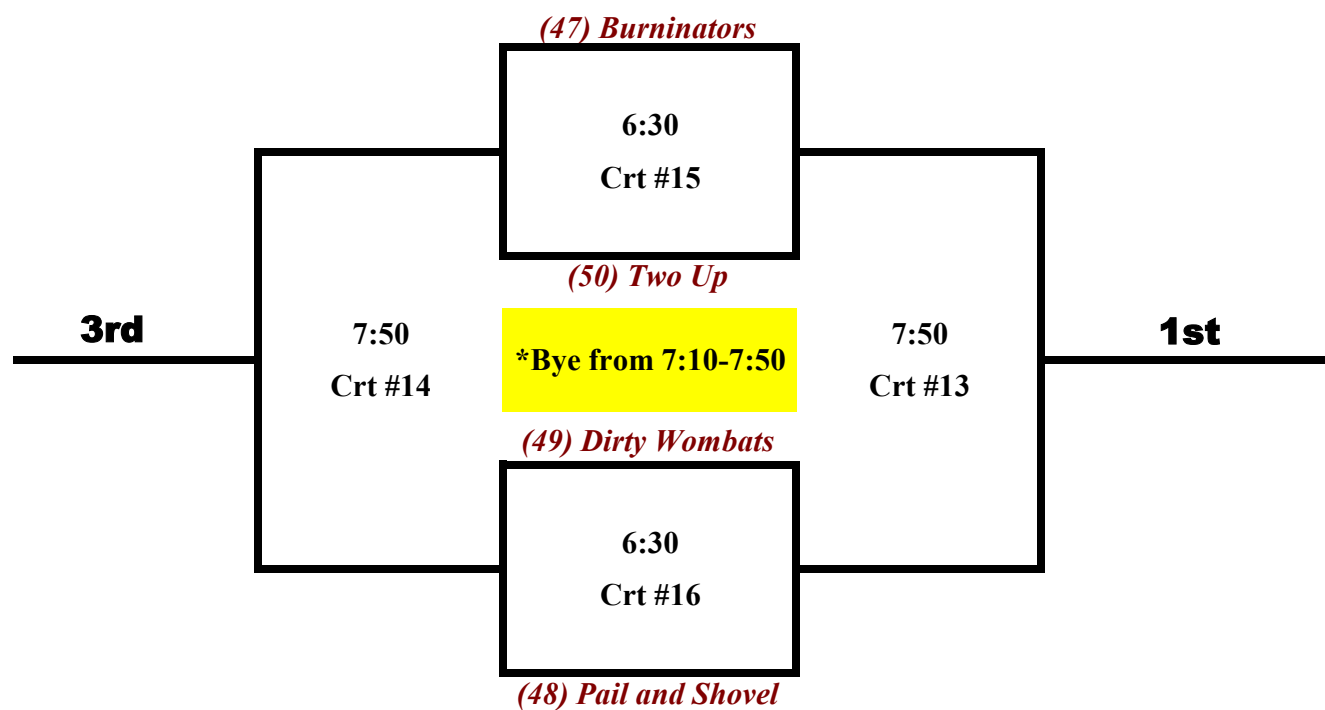 (47) Burninators
6:30
Crt #15
(50) Two Up
3rd
7:50
Crt #14
*Bye from 7:10-7:50
7:50
Crt #13
1st
(49) Dirty Wombats
6:30
Crt #16
(48) Pail and Shovel